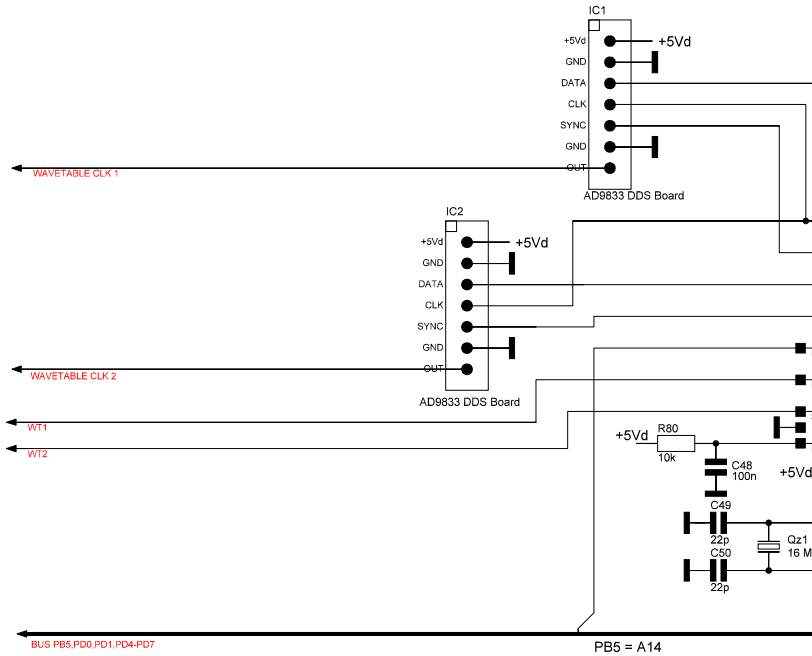 IC1
+5Vd
+5Vd
GND
DATA
CLK
SYNC
GND
OUT
WAVETABLE CLK 1
AD9833 DDS Board
IC2
+5Vd
+5Vd
GND
DATA
CLK
SYNC
GND
OUT
WAVETABLE CLK 2
AD9833 DDS Board
WT1
WT2
+5Vd
R80
10k
C48
100n
+5Vd
C49
22p
Qz1
16 M
C50
22p
BUS PB5,PD0,PD1,PD4-PD7
PB5 = A14